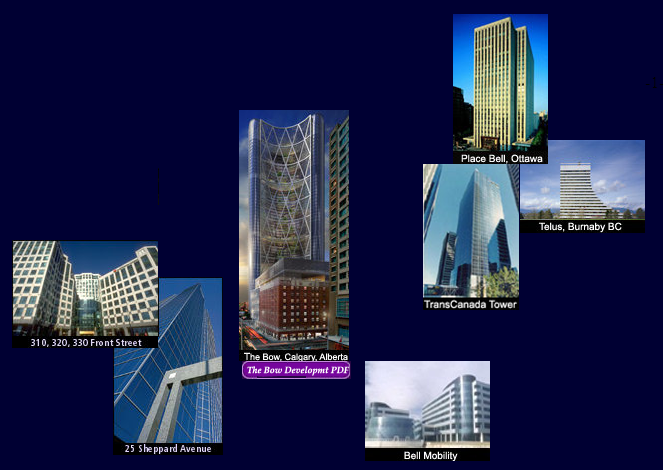 Place Bell, Ottawa
Telus, Burnaby BC
TransCanada Tower
310, 320, 330 Front Street
The Bow, Calgary, Alberta
The Bow Developmt PDF
25 Sheppard Avenue
Bell Mobility